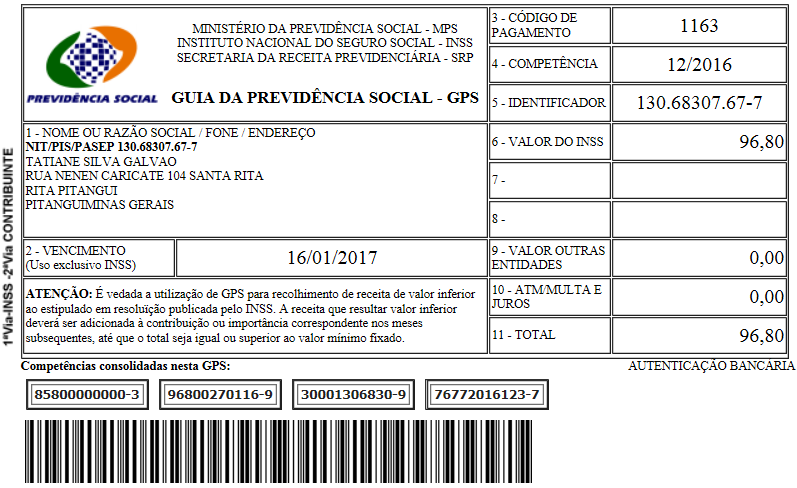 PREVIDÊNCIA SOCIAL
MINISTÉRIO DA PREVIDÊNCIA SOCIAL - MPS
INSTITUTO NACIONAL DO SEGURO SOCIAL - INSS
SECRETARIA DA RECEITA PREVIDENCIÁRIA - SRP
GUIA DA PREVIDÊNCIA SOCIAL - GPS
3 - CÓDIGO DE
PAGAMENTO
1163
4 - COMPETÊNCIA
12/2016
5 - IDENTIFICADOR
130.68307.67-7
1 - NOME OU RAZÃO SOCIAL / FONE / ENDEREÇO
NIT/PIS/PASEP 130.68307.67-7
TATIANE SILVA GALVAO
RUA NENEN CARICATE 104 SANTA RITA
RITA PITANGUI
PITANGUIMINAS GERAIS
6 - VALOR DO INSS
96,80
7 -
8 -
2 - VENCIMENTO
(Uso exclusivo INSS)
16/01/2017
9 - VALOR OUTRAS
ENTIDADES
0,00
ATENÇÃO: É vedada a utilização de GPS para recolhimento de receita de valor inferior
ao estipulado em resoluïção publicada pelo INSS. A receita que resultar valor inferior
deverá ser adicionada à contribuição ou importância correspondente nos meses
subsequentes, até que o total seja igual ou superior ao valor mínimo fixado.
10 - ATM/MULTA E
JUROS
0,00
11 - TOTAL
96,80
1ªVia-INSS -2ªVia CONTRIBUINTE
Competências consolidadas nesta GPS:
AUTENTICAÇÃO BANCARIA
85800000000-3 96800270116-9 30001306830-9 76772016123-7